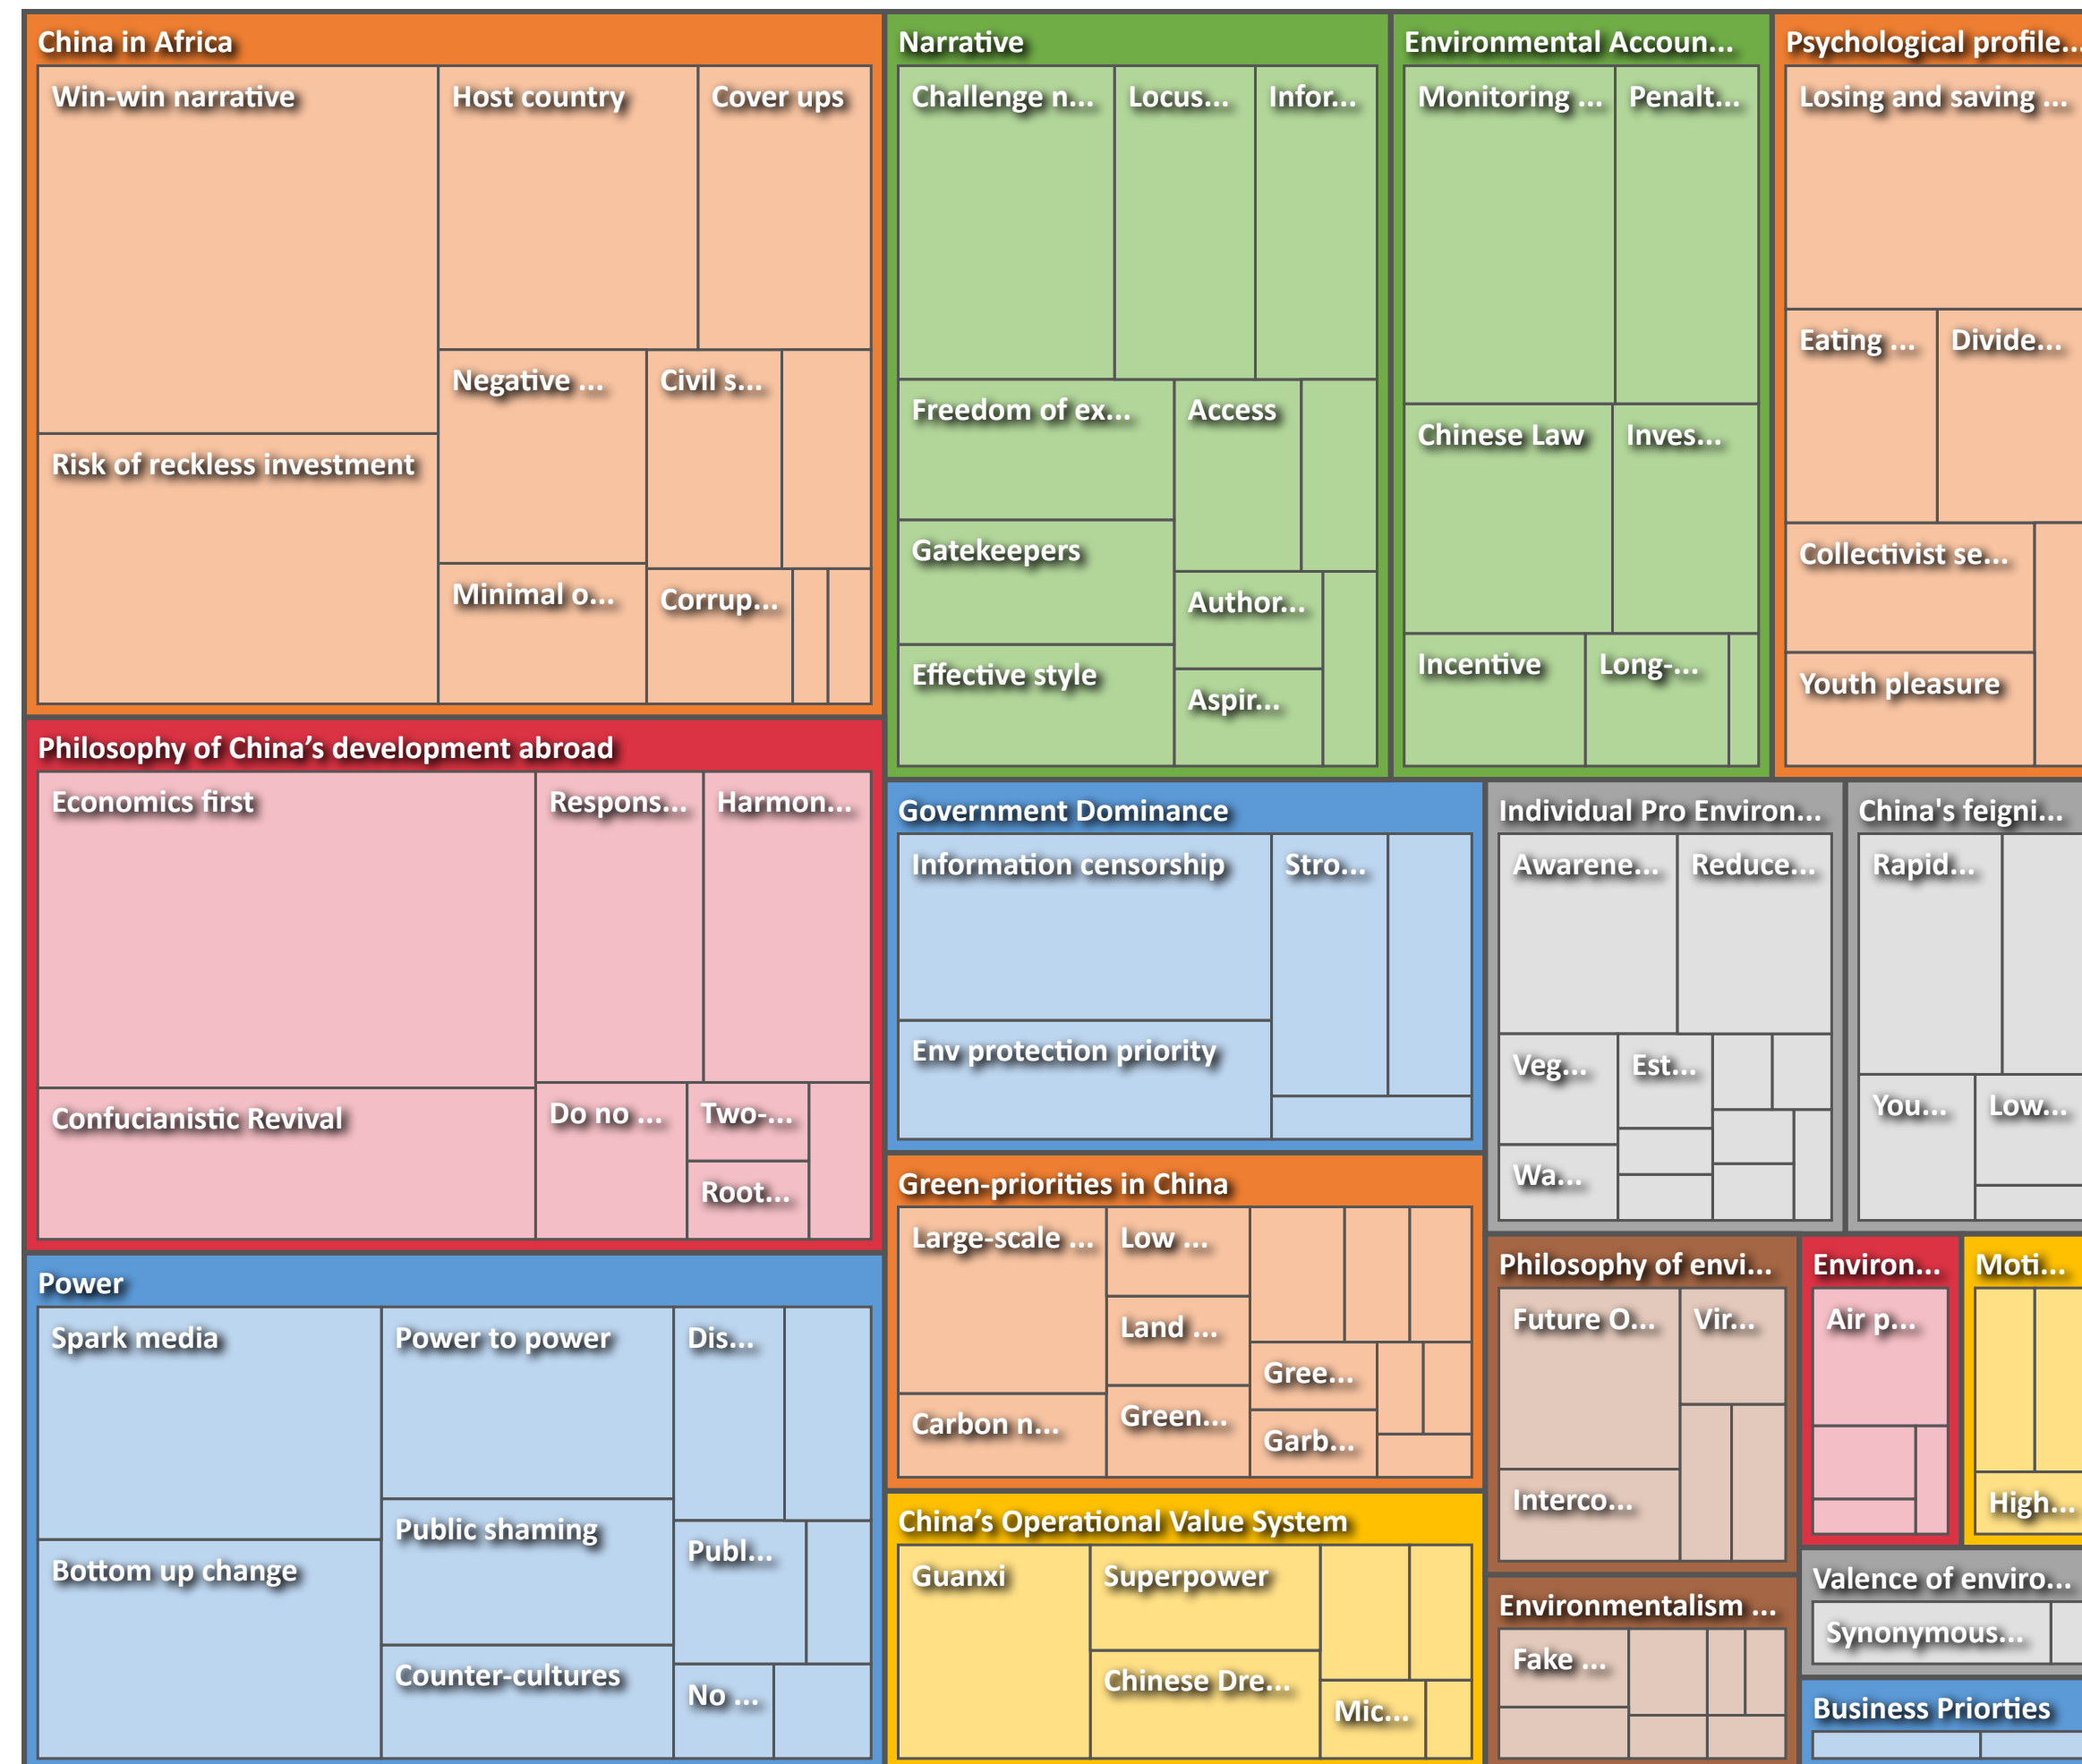 China in Africa
Win-win narrative
Host country
Cover ups
Risk of reckless investment
Negative ...
Civil s...
Minimal o...
Corrup...
Philosophy of China’s development abroad
Economics first
Respons...
Harmon...
Confucianistic Revival
Do no ...
Two-...
Root...
Power
Spark media
Power to power
Dis...
Bottom up change
Public shaming
Publ...
Counter-cultures
No ...
Narrative
Challenge n...
Locus...
Infor...
Freedom of ex...
Access
Gatekeepers
Author...
Effective style
Aspir...
Environmental Accoun...
Monitoring ...
Penalt...
Chinese Law
Inves...
Incentive
Long-...
Psychological profile...
Losing and saving ...
Eating ...
Divide...
Collectivist se...
Youth pleasure
Government Dominance
Information censorship
Stro...
Env protection priority
Individual Pro Environ...
Awarene...
Reduce...
Veg...
Est...
Wa...
China's feigni...
Rapid...
You...
Low...
Green-priorities in China
Large-scale ...
Low ...
Land ...
Carbon n...
Green...
Gree...
Garb...
China’s Operational Value System
Guanxi
Superpower
Chinese Dre...
Mic...
Philosophy of envi...
Future O...
Vir...
Interco...
Environ...
Air p...
Moti...
High...
Environmentalism ...
Fake ...
Valence of enviro...
Synonymous...
Business Priorties